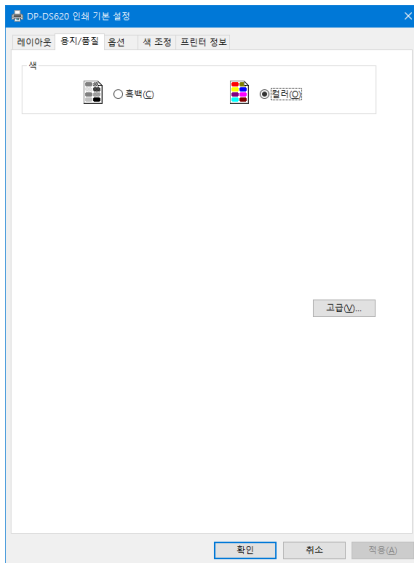 DP-DS620 인쇄 기본 설정
레이아웃 용지/품질 옵션 색 조정 프린터 정보
색
흑백(C) 컬러(O)
고급(V)...
확인 취소 적용(A)